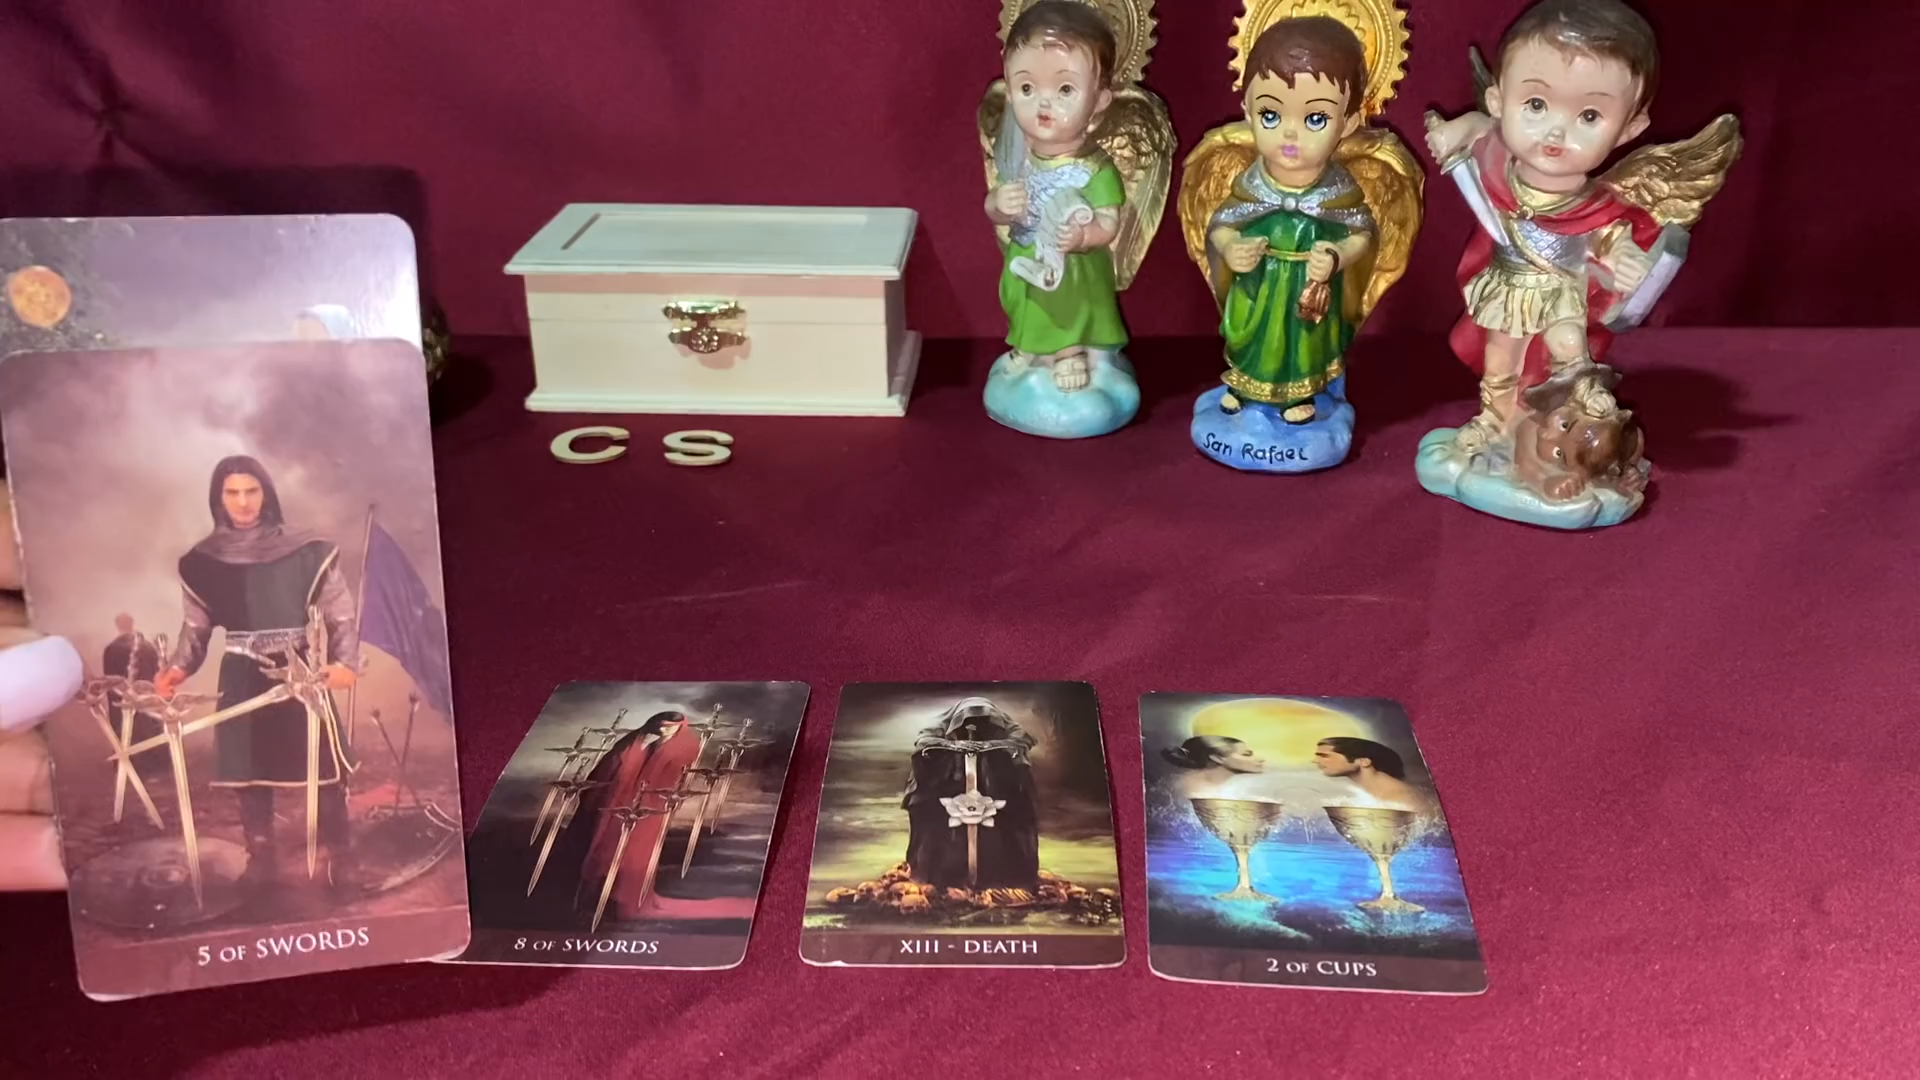 C S
San Rafael
5 OF SWORDS
8 OF SWORDS
XIII - DEATH
2 OF CUPS